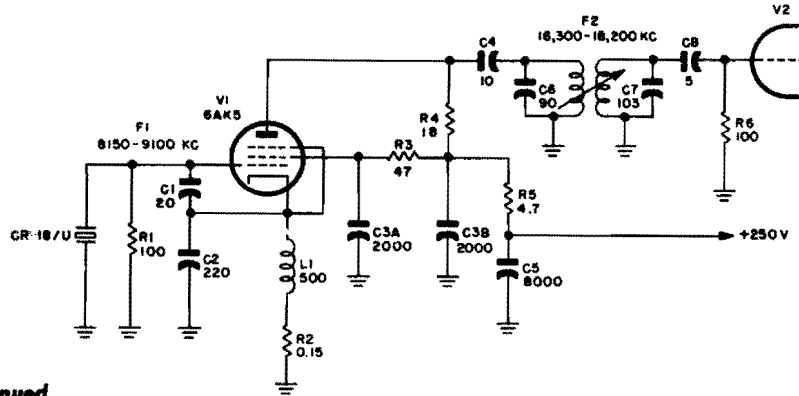 V2
F2
16,300-18,200 KC
C4
10
C8
5
V1
6AK5
C6
90
C7
103
F1
8150-9100 KC
R4
18
R6
100
R3
47
C1
20
R5
4.7
CR-18/U
R1
100
C2
220
L1
500
C3A
2000
C3B
2000
+250V
C5
8000
R2
0.15